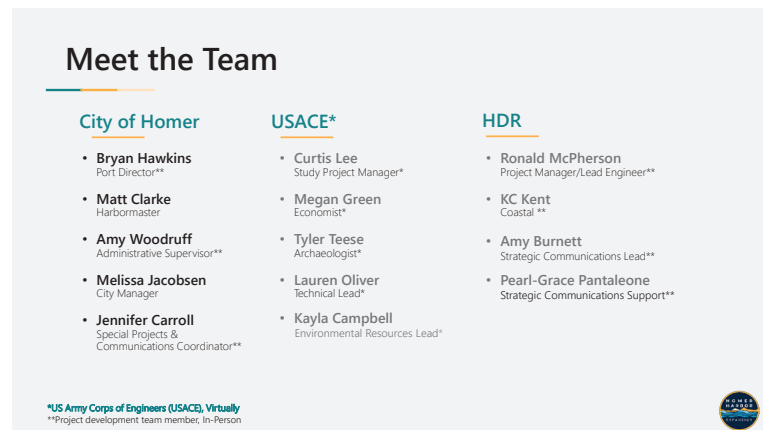 Meet the Team
City of Homer
• Bryan Hawkins
Port Director**
• Matt Clarke
Harbormaster
• Amy Woodruff
Administrative Supervisor**
• Melissa Jacobsen
City Manager
• Jennifer Carroll
Special Projects &
Communications Coordinator**
USACE*
• Curtis Lee
Study Project Manager*
• Megan Green
Economist*
• Tyler Teese
Archaeologist*
• Lauren Oliver
Technical Lead*
• Kayla Campbell
Environmental Resources Lead*
HDR
• Ronald McPherson
Project Manager/Lead Engineer**
• KC Kent
Coastal **
• Amy Burnett
Strategic Communications Lead**
• Pearl-Grace Pantaleone
Strategic Communications Support**
*US Army Corps of Engineers (USACE), Virtually
**Project development team member, In-Person
HOMER
HARBOR
EXPANSION